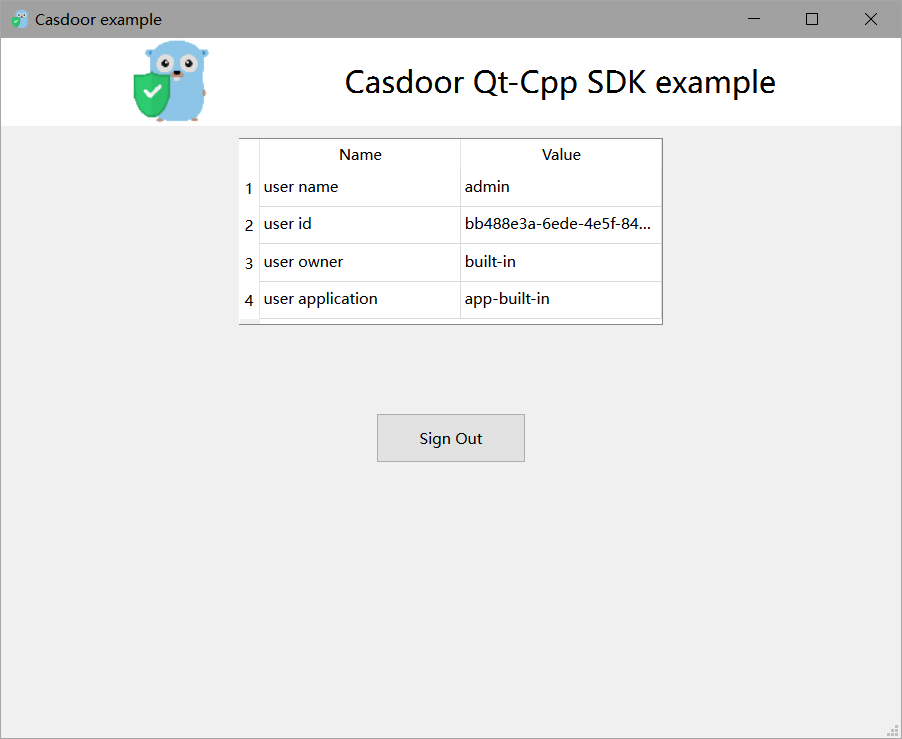 Casdoor example
Casdoor Qt-Cpp SDK example
Name Value
1 user name admin
2 user id bb488e3a-6ede-4e5f-84...
3 user owner built-in
4 user application app-built-in
Sign Out